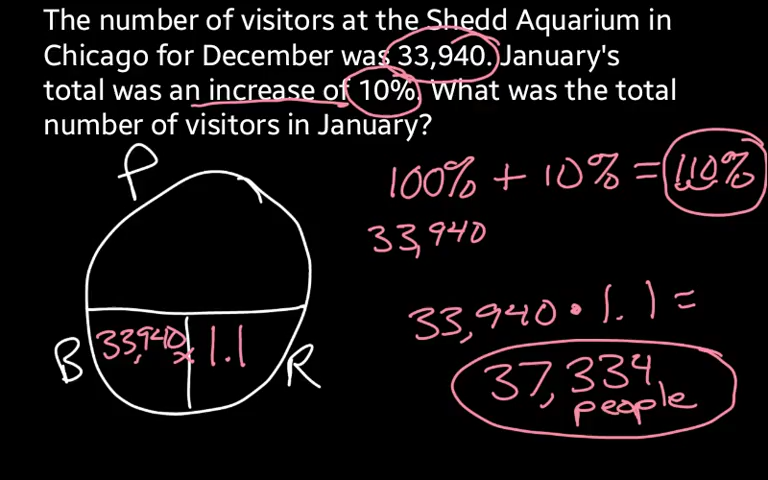 The number of visitors at the Shedd Aquarium in
Chicago for December was 33,940. January's
total was an increase of 10%. What was the total
number of visitors in January?
P
100% + 10% = 110%
33,940
33,940 • 1.1 =
B 33,940 x 1.1 R
37,334
people